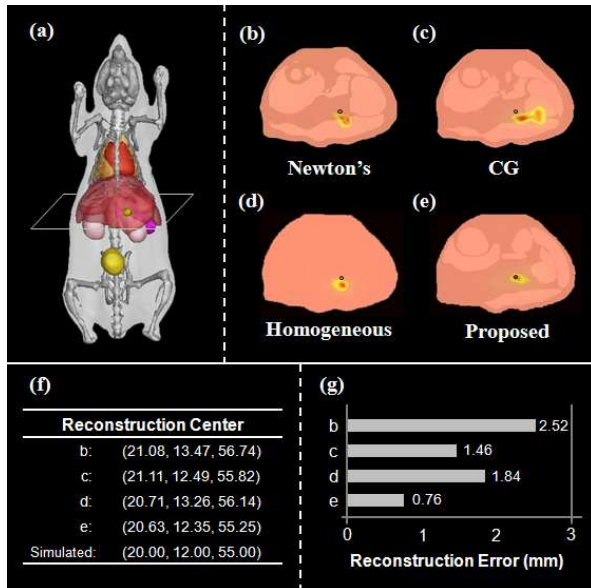 (a)
(b)
(c)
Newton's
CG
(d)
(e)
Homogeneous
Proposed
(f)
Reconstruction Center
b: (21.08, 13.47, 56.74)
c: (21.11, 12.49, 55.82)
d: (20.71, 13.26, 56.14)
e: (20.63, 12.35, 55.25)
Simulated: (20.00, 12.00, 55.00)
(g)
b 2.52
c 1.46
d 1.84
e 0.76
0 1 2 3
Reconstruction Error (mm)